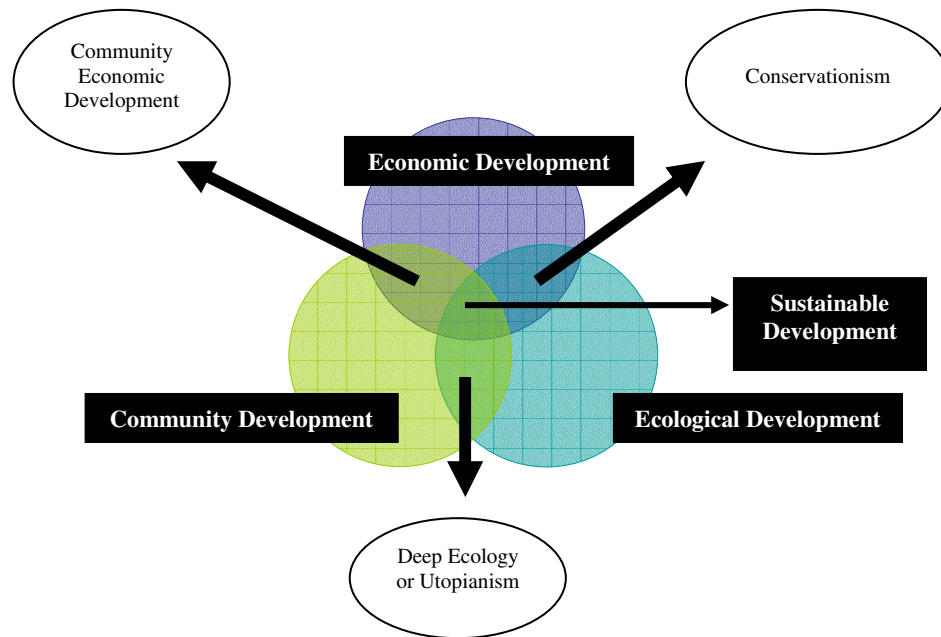 Community
Economic
Development
Conservationism
Economic Development
Sustainable
Development
Community Development
Ecological Development
Deep Ecology
or Utopianism